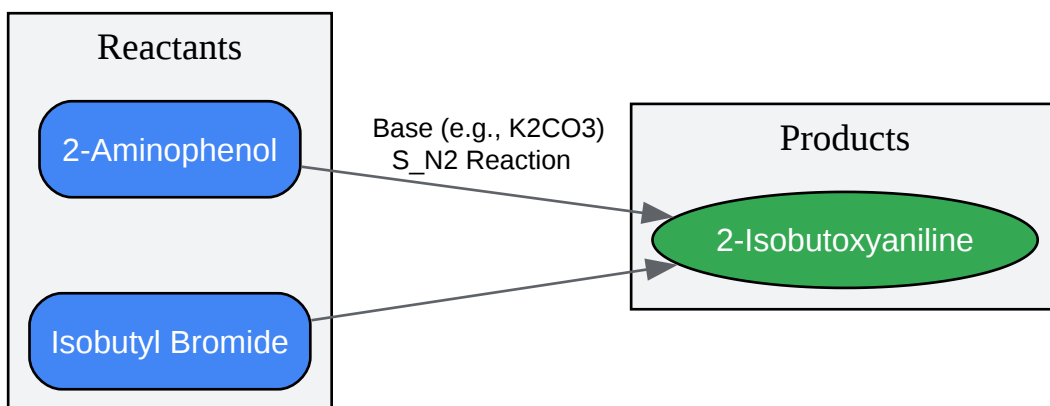 Reactants
2-Aminophenol
Isobutyl Bromide
Base (e.g., K2CO3)
S_N2 Reaction
Products
2-Isobutoxyaniline